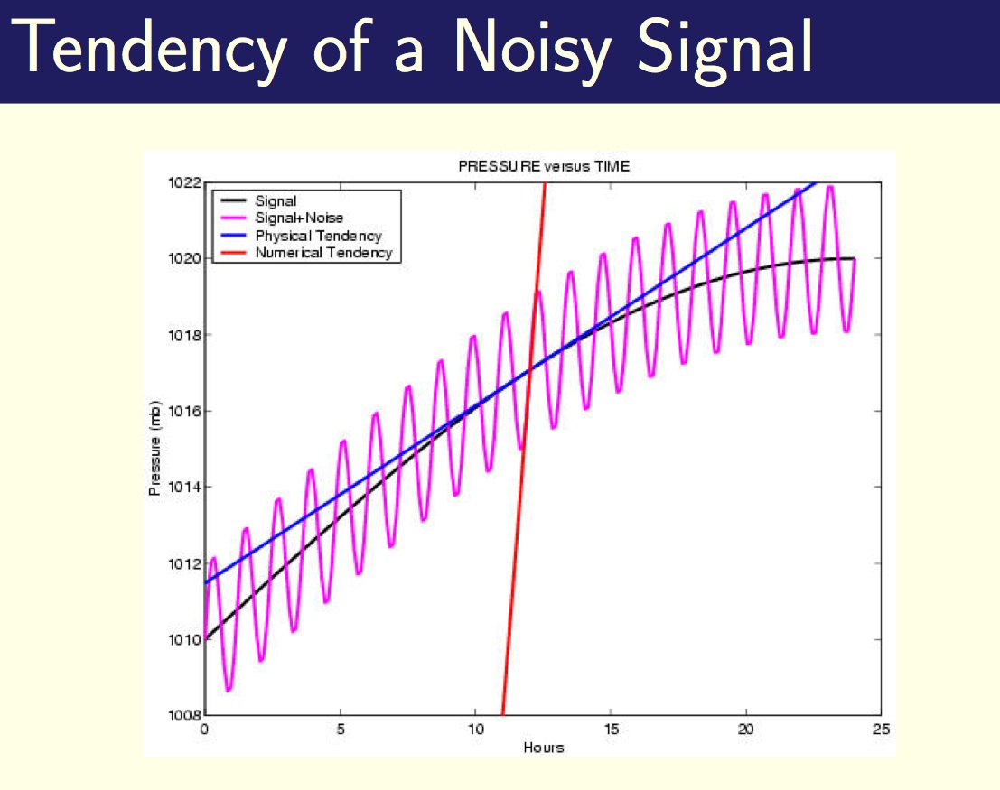 Tendency of a Noisy Signal
PRESSURE versus TIME
Signal
Signal+Noise
Physical Tendency
Numerical Tendency
Pressure (mb)
1022
1020
1018
1016
1014
1012
1010
1008
0 5 10 15 20 25
Hours